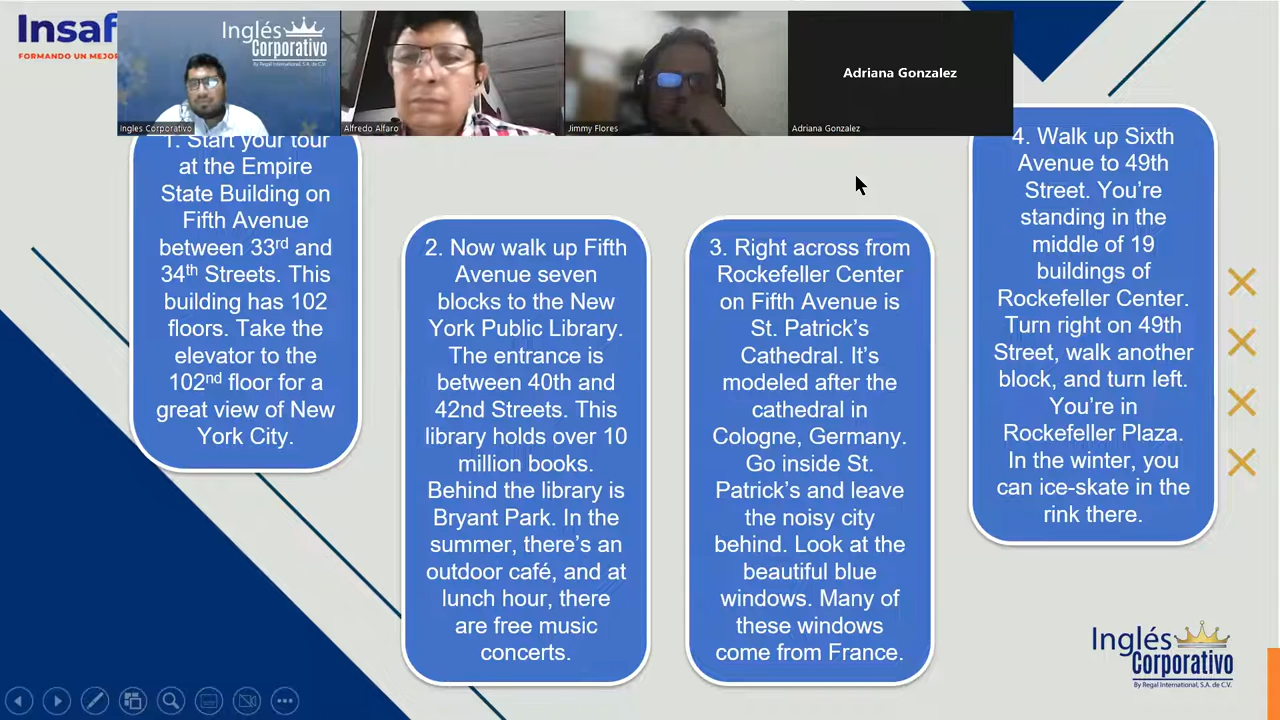 Insaf
FORMANDO UN MEJOR
Inglés
Corporativo
By Regal International, S.A. de C.V.
Ingles Corporativo
Alfredo Alfaro
Jimmy Flores
Adriana Gonzalez
Adriana Gonzalez
1. Start your tour
at the Empire
State Building on
Fifth Avenue
between 33rd and
34th Streets. This
building has 102
floors. Take the
elevator to the
102nd floor for a
great view of New
York City.
2. Now walk up Fifth
Avenue seven
blocks to the New
York Public Library.
The entrance is
between 40th and
42nd Streets. This
library holds over 10
million books.
Behind the library is
Bryant Park. In the
summer, there's an
outdoor café, and at
lunch hour, there
are free music
concerts.
3. Right across from
Rockefeller Center
on Fifth Avenue is
St. Patrick's
Cathedral. It's
modeled after the
cathedral in
Cologne, Germany.
Go inside St.
Patrick's and leave
the noisy city
behind. Look at the
beautiful blue
windows. Many of
these windows
come from France.
4. Walk up Sixth
Avenue to 49th
Street. You're
standing in the
middle of 19
buildings of
Rockefeller Center.
Turn right on 49th
Street, walk another
block, and turn left.
You're in
Rockefeller Plaza.
In the winter, you
can ice-skate in the
rink there.
Inglés
Corporativo
By Regal International, S.A. de C.V.